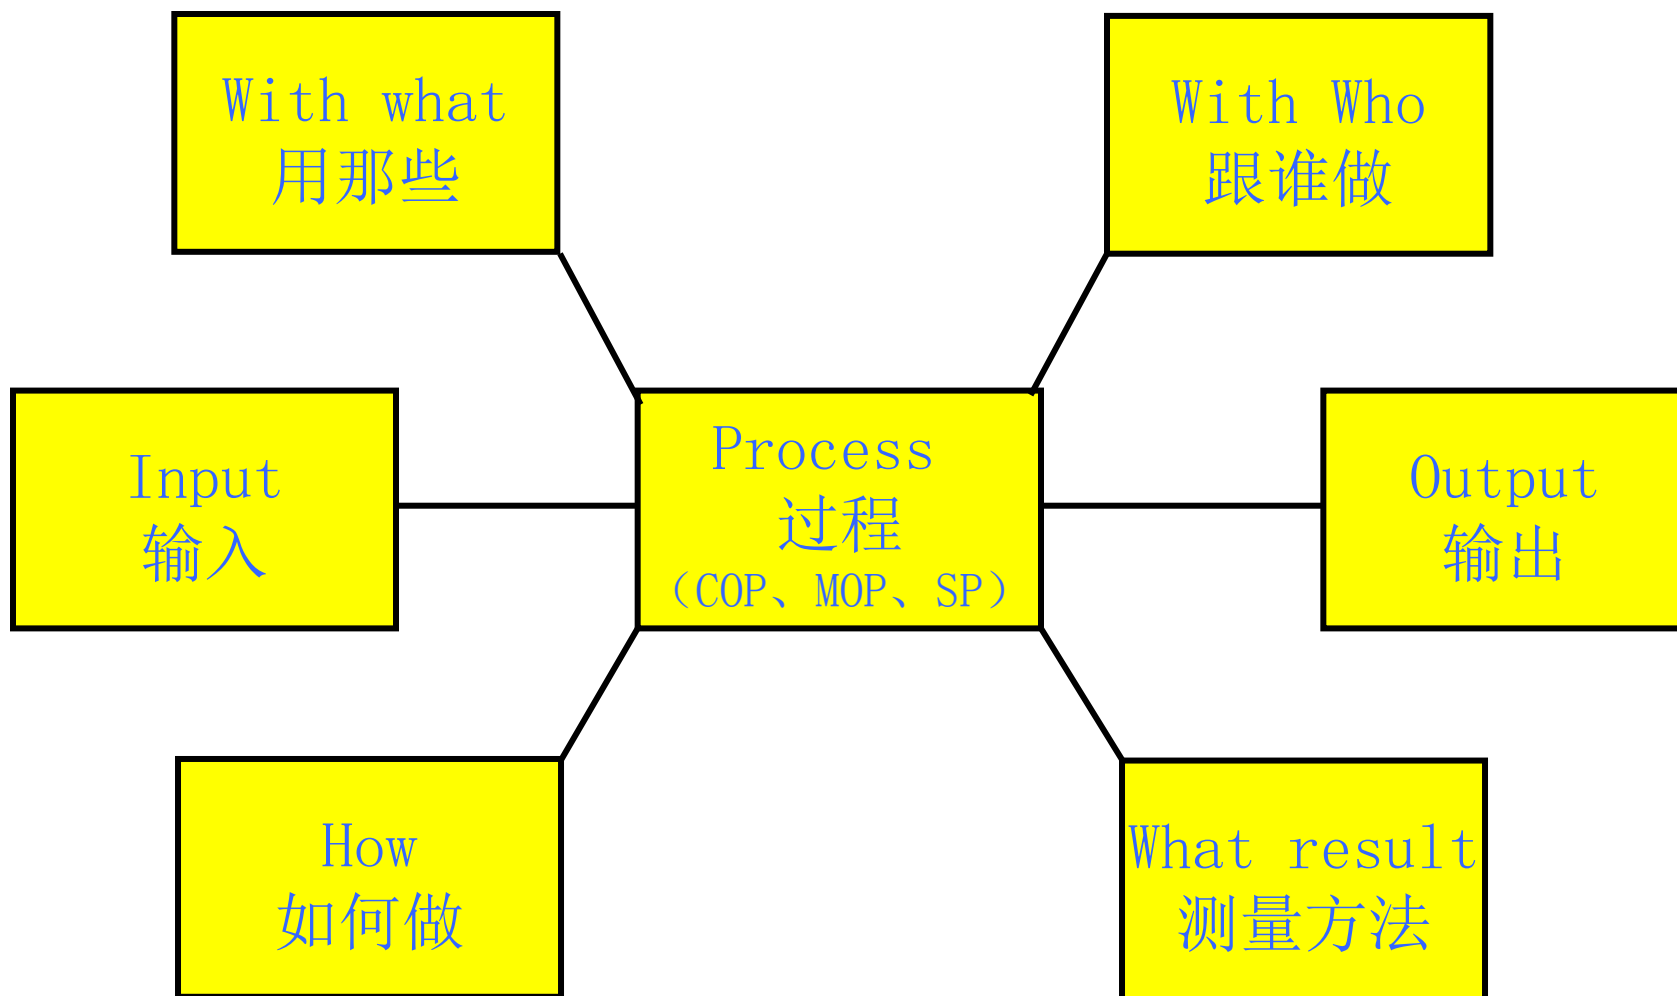 With what
用那些
With Who
跟谁做
Input
输入
Process
过程
（COP、MOP、SP）
Output
输出
How
如何做
What result
测量方法